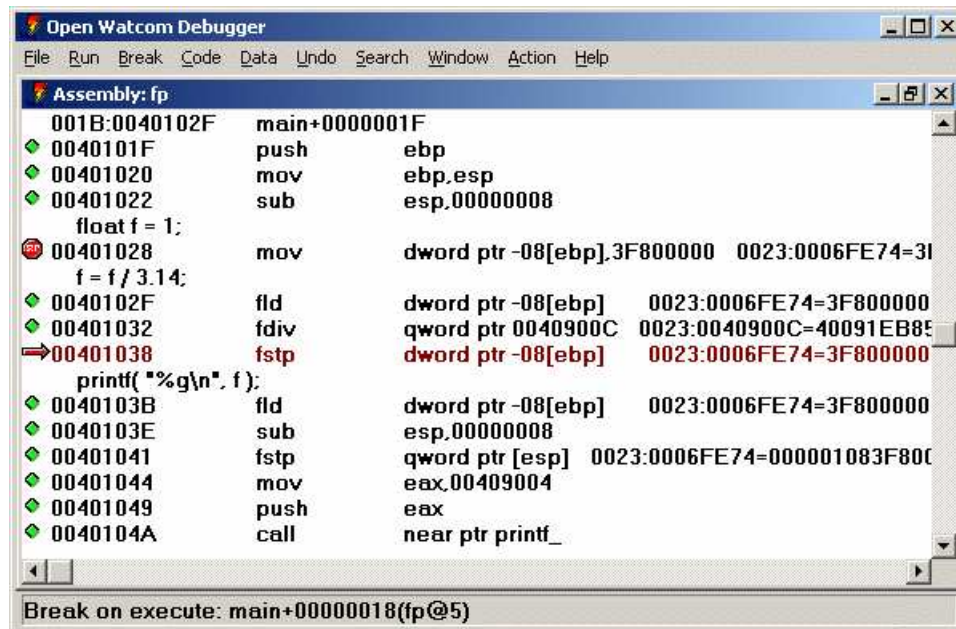 Open Watcom Debugger
File Run Break Code Data Undo Search Window Action Help
Assembly: fp
001B:0040102F main+0000001F
0040101F push ebp
00401020 mov ebp,esp
00401022 sub esp,00000008
float f = 1;
00401028 mov dword ptr -08[ebp],3F800000 0023:0006FE74=3
f = f / 3.14;
0040102F fld dword ptr -08[ebp] 0023:0006FE74=3F800000
00401032 fdiv qword ptr 0040900C 0023:0040900C=40091EB85
00401038 fstp dword ptr -08[ebp] 0023:0006FE74=3F800000
printf( "%g\n", f );
0040103B fld dword ptr -08[ebp] 0023:0006FE74=3F800000
0040103E sub esp,00000008
00401041 fstp qword ptr [esp] 0023:0006FE74=000001083F80
00401044 mov eax,00409004
00401049 push eax
0040104A call near ptr printf_
Break on execute: main+00000018(fp@5)